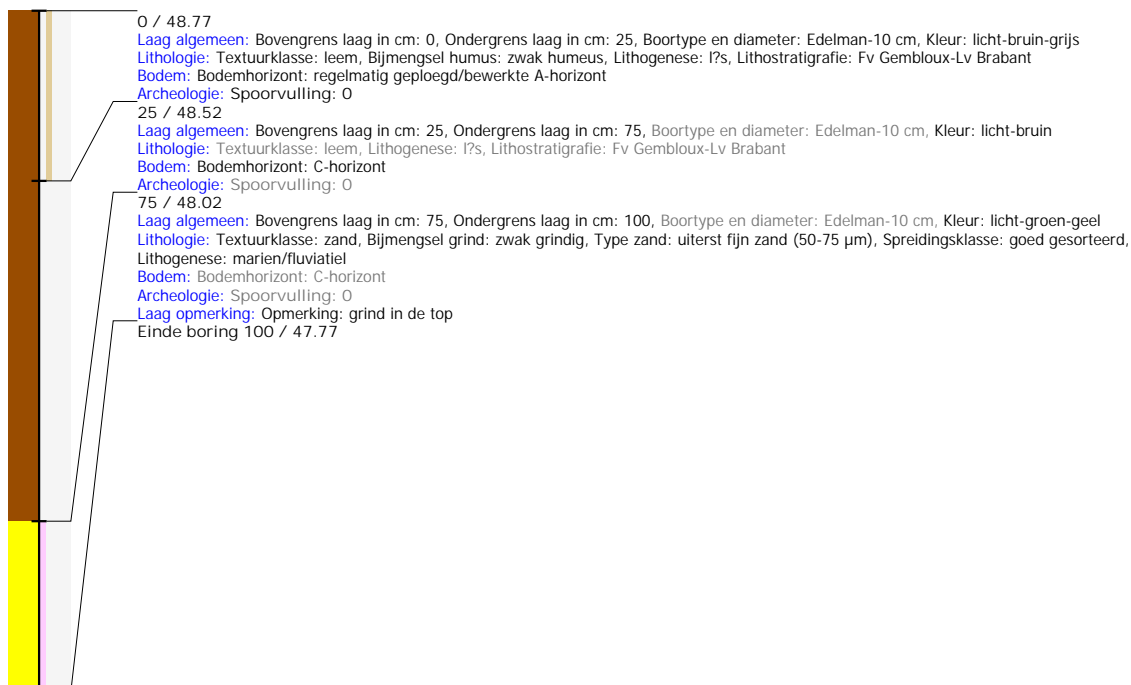 0 / 48.77
Laag algemeen: Bovengrens laag in cm: 0, Ondergrens laag in cm: 25, Boortype en diameter: Edelman-10 cm, Kleur: licht-bruin-grijs
Lithologie: Textuurklasse: leem, Bijmengsel humus: zwak humeus, Lithogenese: l?s, Lithostratigrafie: Fv Gembloux-Lv Brabant
Bodem: Bodemhorizont: regelmatig geploegd/bewerkte A-horizont
Archeologie: Spoorvulling: 0
25 / 48.52
Laag algemeen: Bovengrens laag in cm: 25, Ondergrens laag in cm: 75, Boortype en diameter: Edelman-10 cm, Kleur: licht-bruin
Lithologie: Textuurklasse: leem, Lithogenese: l?s, Lithostratigrafie: Fv Gembloux-Lv Brabant
Bodem: Bodemhorizont: C-horizont
Archeologie: Spoorvulling: 0
75 / 48.02
Laag algemeen: Bovengrens laag in cm: 75, Ondergrens laag in cm: 100, Boortype en diameter: Edelman-10 cm, Kleur: licht-groen-geel
Lithologie: Textuurklasse: zand, Bijmengsel grind: zwak grindig, Type zand: uiterst fijn zand (50-75 µm), Spreidingsklasse: goed gesorteerd,
Lithogenese: marien/fluviatiel
Bodem: Bodemhorizont: C-horizont
Archeologie: Spoorvulling: 0
Laag opmerking: Opmerking: grind in de top
Einde boring 100 / 47.77